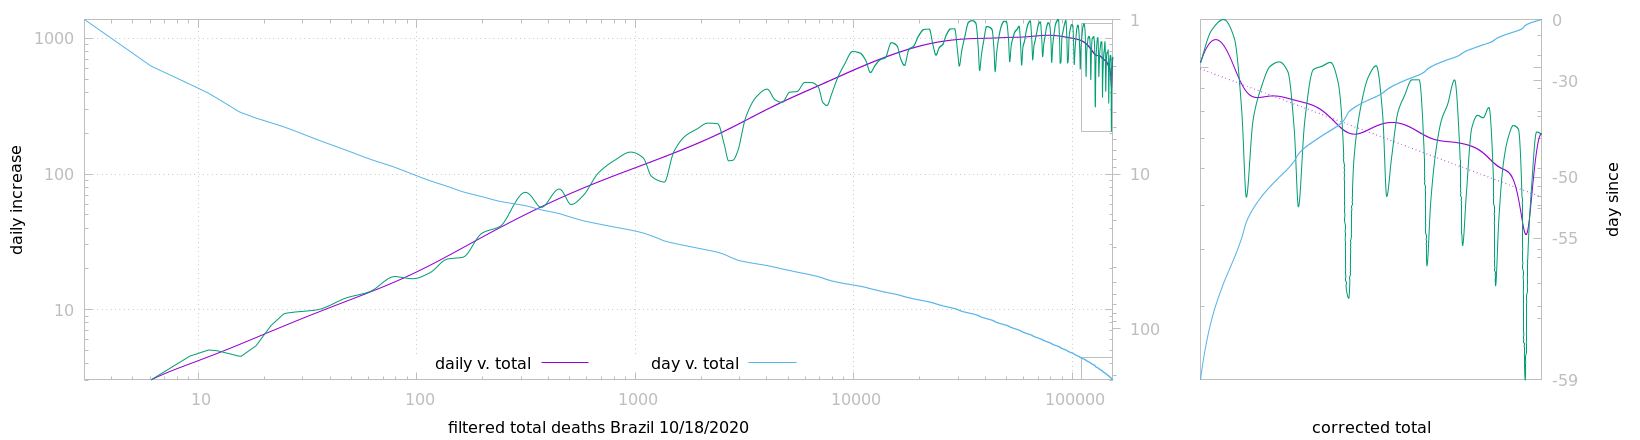 daily increase
1000
100
10
daily v. total
day v. total
10
100
1000
10000
100000
filtered total deaths Brazil 10/18/2020
1
10
100
0
-30
-50
-55
-59
day since
corrected total